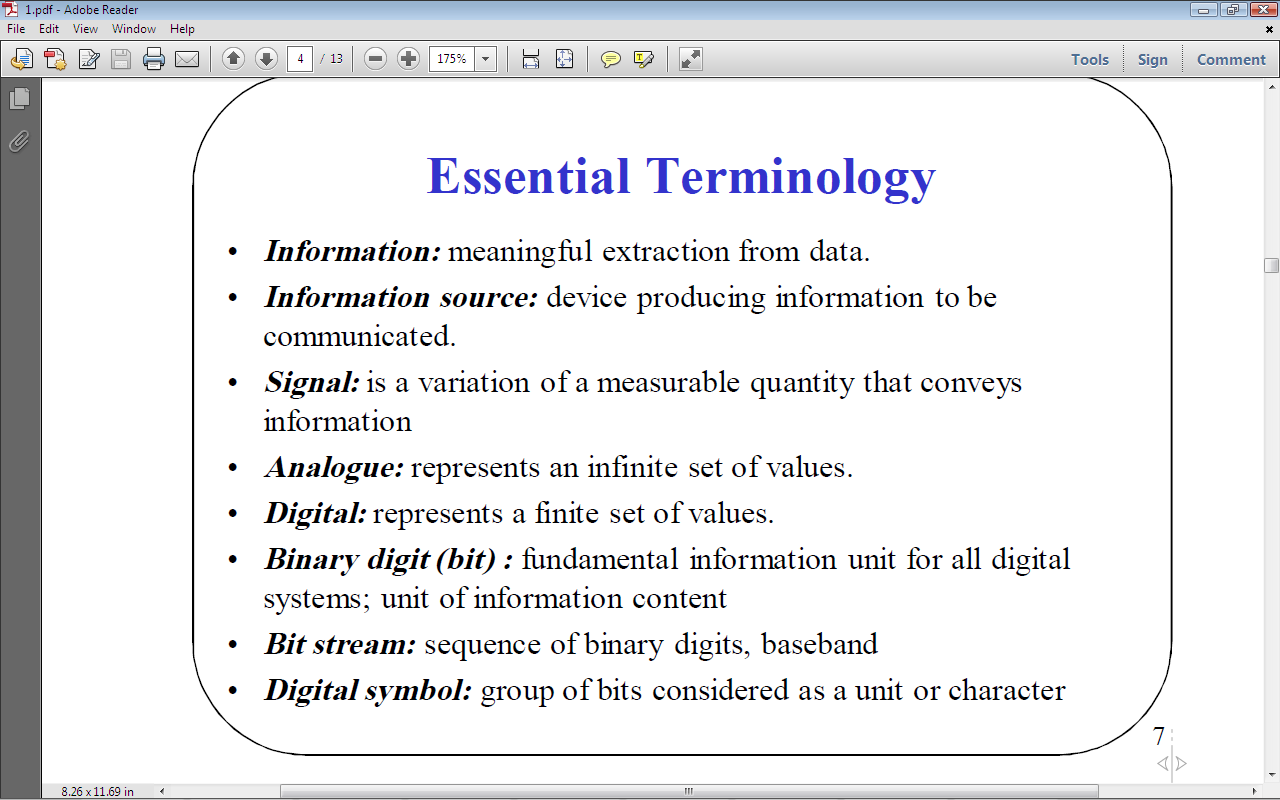 1.pdf - Adobe Reader
File Edit View Window Help
4 / 13 175% Tools Sign Comment
Essential Terminology
• Information: meaningful extraction from data.
• Information source: device producing information to be
communicated.
• Signal: is a variation of a measurable quantity that conveys
information
• Analogue: represents an infinite set of values.
• Digital: represents a finite set of values.
• Binary digit (bit) : fundamental information unit for all digital
systems; unit of information content
• Bit stream: sequence of binary digits, baseband
• Digital symbol: group of bits considered as a unit or character
7
8.26 x 11.69 in